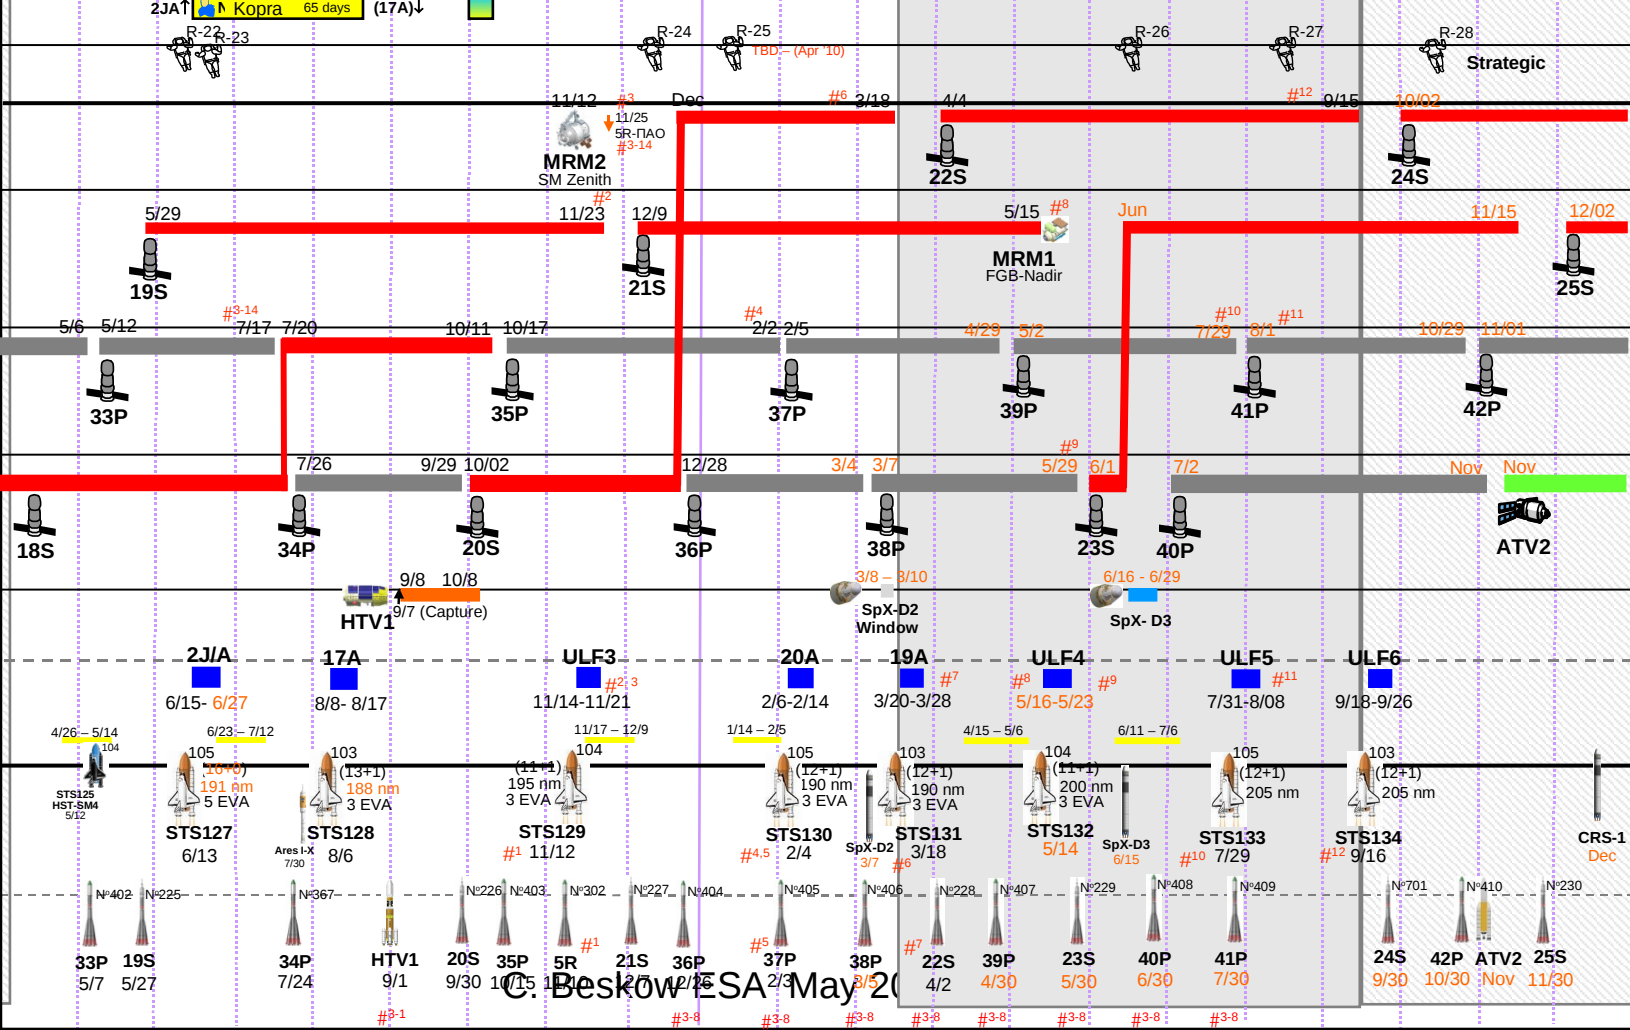 2JA↑ Kopra 65 days (17A)↓
R-22 R-23 R-24 R-25 R-26 R-27 R-28
TBD – (Apr '10)
Strategic
11/12 #3 Dec #6 3/18 4/4 #12 9/15 10/02
11/25
5R-ПАО
#3-14
MRM2
SM Zenith
22S 24S
#2
5/29 11/23 12/9 5/15 #8 Jun 11/15 12/02
MRM1
FGB-Nadir
19S 21S 25S
#3-14 #4 #10 #11
5/6 5/12 7/17 7/20 10/11 10/17 2/2 2/5 4/29 5/2 7/29 8/1 10/29 11/01
33P 35P 37P 39P 41P 42P
#9
7/26 9/29 10/02 12/28 3/4 3/7 5/29 6/1 7/2 Nov Nov
18S 34P 20S 36P 38P 23S 40P ATV2
9/8 10/8 3/8 – 3/10 6/16 - 6/29
9/7 (Capture)
HTV1 SpX-D2 SpX- D3
Window
2J/A 17A ULF3 20A 19A ULF4 ULF5 ULF6
#2, 3 #7 #8 #9 #11
6/15- 6/27 8/8- 8/17 11/14-11/21 2/6-2/14 3/20-3/28 5/16-5/23 7/31-8/08 9/18-9/26
4/26 – 5/14 6/23 – 7/12 11/17 – 12/9 1/14 – 2/5 4/15 – 5/6 6/11 – 7/6
104 105 103 104 105 103 104 105 103
(16+0) (13+1) (11+1) (12+1) (12+1) (11+1) (12+1) (12+1)
191 nm 188 nm 195 nm 190 nm 190 nm 200 nm 205 nm 205 nm
5 EVA 3 EVA 3 EVA 3 EVA 3 EVA 3 EVA
STS125
HST-SM4
5/12
STS127 STS128 STS129 STS130 STS131 STS132 STS133 STS134
6/13 8/6 11/12 2/4 3/18 5/14 7/29 9/16
Ares I-X
7/30
SpX-D2
3/7
SpX-D3
6/15
CRS-1
Dec
#1 #4,5 #6 #10 #12
Nº402 Nº225 Nº367 Nº226 Nº403 Nº302 Nº227 Nº404 Nº405 Nº406 Nº228 Nº407 Nº229 Nº408 Nº409 Nº701 Nº410 Nº230
#1 #5 #7
33P 19S 34P HTV1 20S 35P 5R 21S 36P 37P 38P 22S 39P 23S 40P 41P 24S 42P ATV2 25S
5/7 5/27 7/24 9/1 9/30 10/15 11/10 12/7 12/26 2/3 3/5 4/2 4/30 5/30 6/30 7/30 9/30 10/30 Nov 11/30
C. Beskow ESA May 20
#3-1 #3-8 #3-8 #3-8 #3-8 #3-8 #3-8 #3-8 #3-8